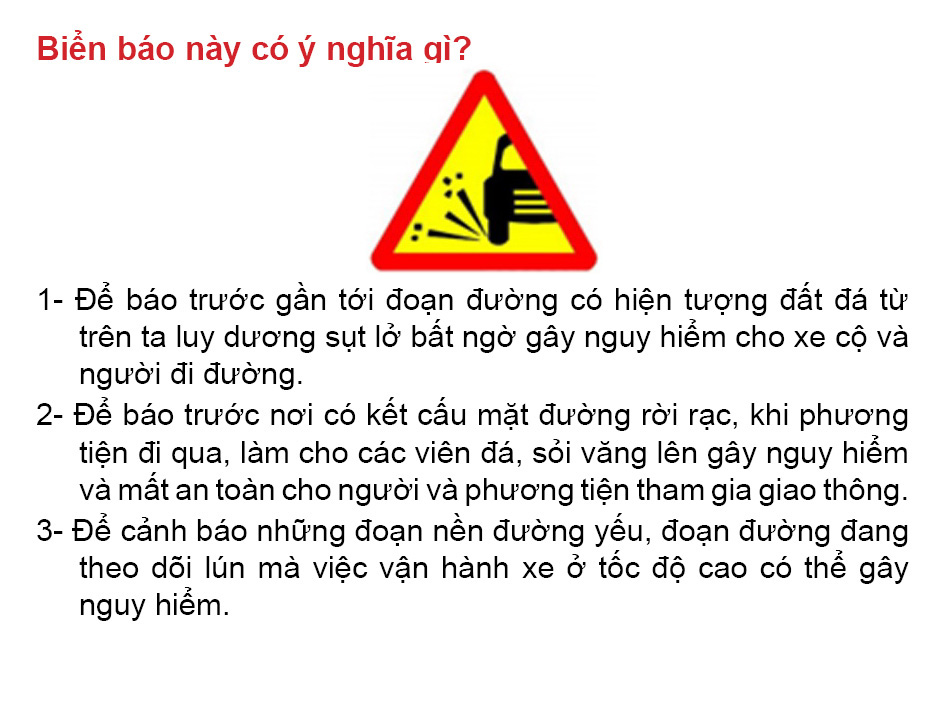 Biển báo này có ý nghĩa gì?
1- Để báo trước gần tới đoạn đường có hiện tượng đất đá từ
trên ta luy dương sụt lở bất ngờ gây nguy hiểm cho xe cộ và
người đi đường.
2- Để báo trước nơi có kết cấu mặt đường rời rạc, khi phương
tiện đi qua, làm cho các viên đá, sỏi văng lên gây nguy hiểm
và mất an toàn cho người và phương tiện tham gia giao thông.
3- Để cảnh báo những đoạn nền đường yếu, đoạn đường đang
theo dõi lún mà việc vận hành xe ở tốc độ cao có thể gây
nguy hiểm.